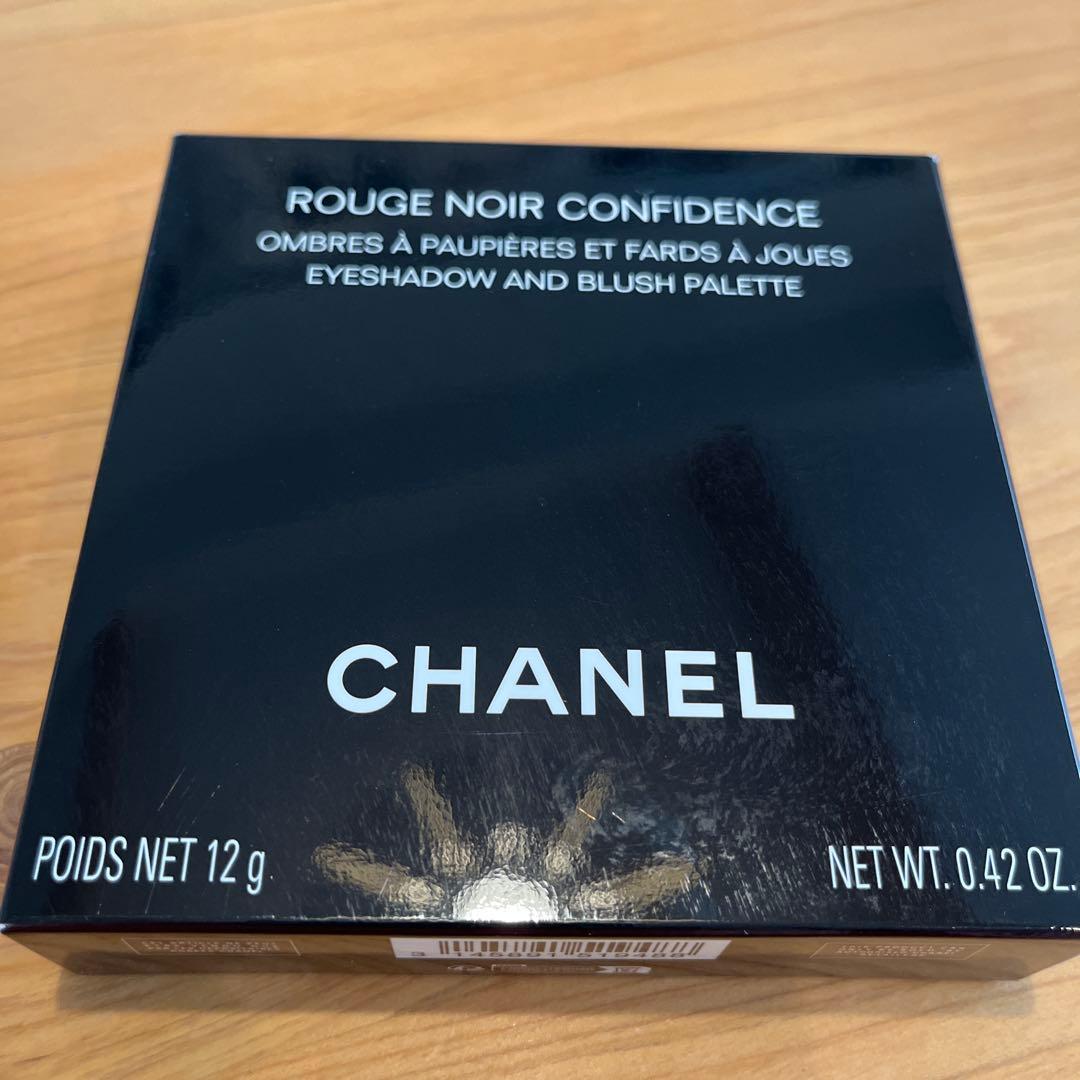 ROUGE NOIR CONFIDENCE
OMBRES À PAUPIÈRES ET FARDS À JOUES
EYESHADOW AND BLUSH PALETTE
CHANEL
POIDS NET 12 g
NET WT. 0.42 OZ.